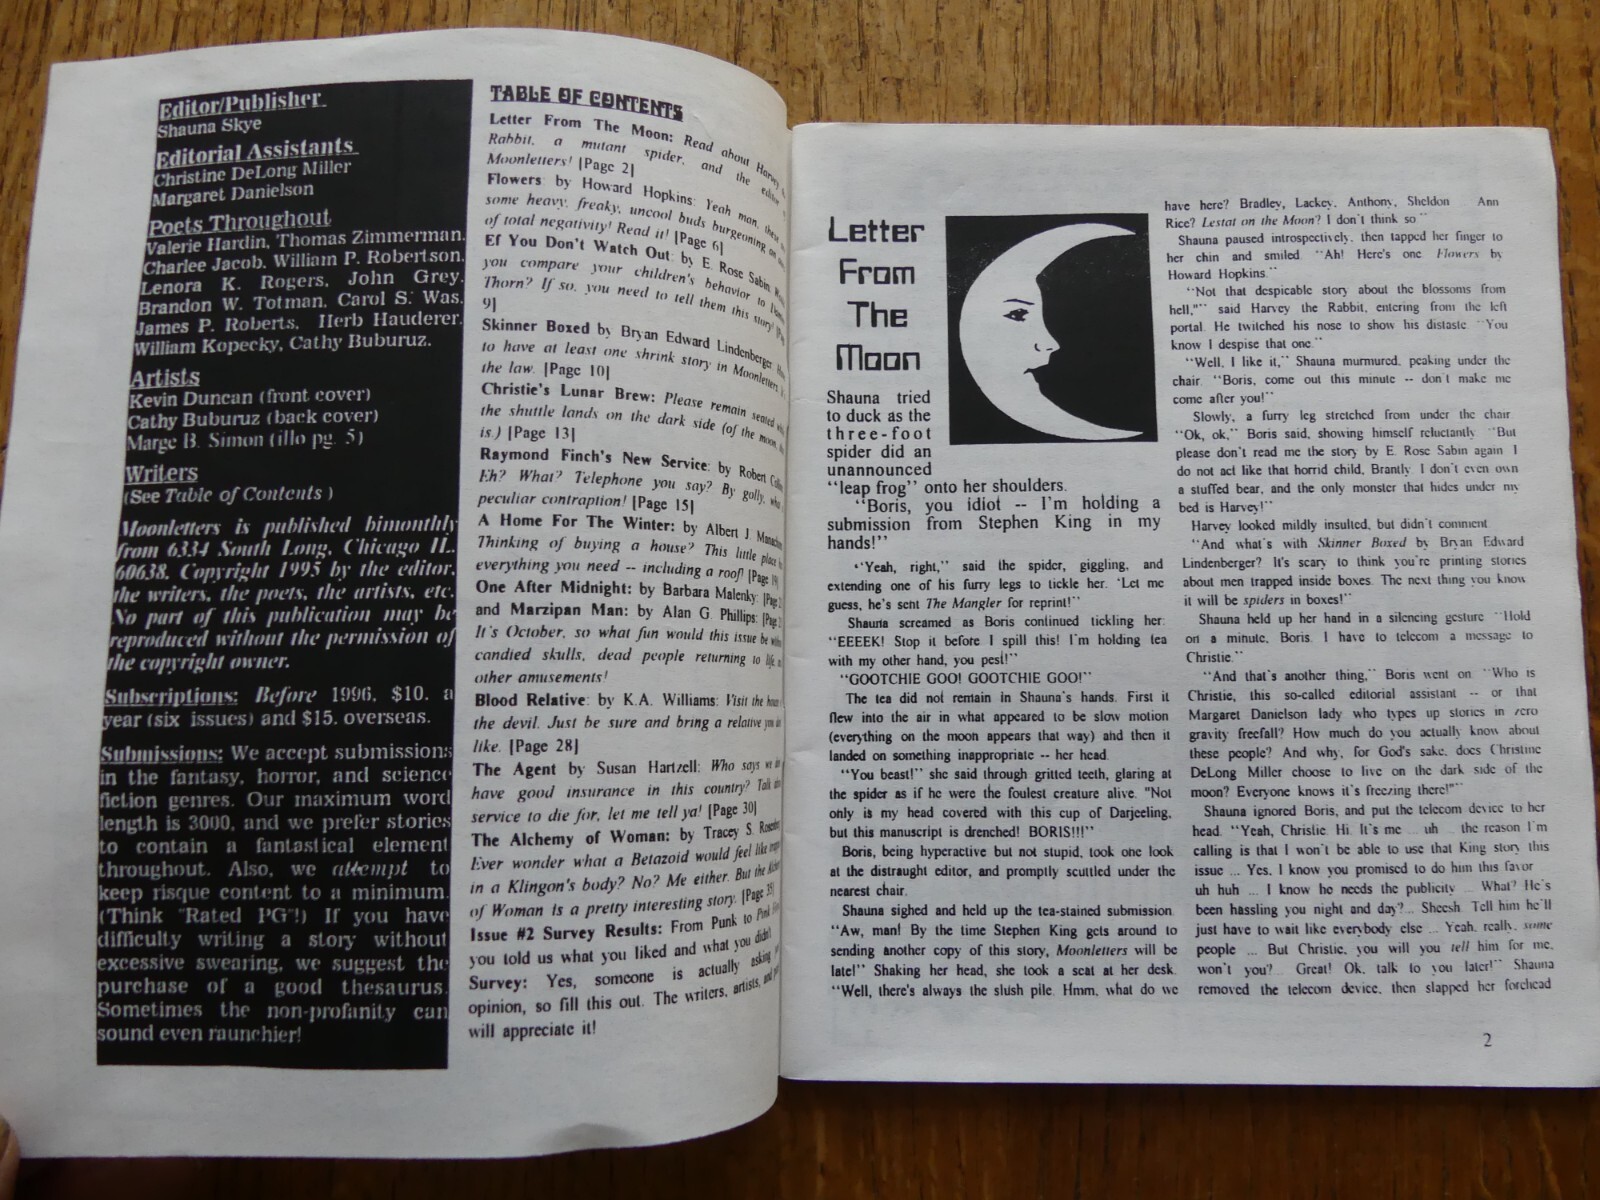 Editor/Publisher
Shauna Skye
Editorial Assistants
Christine DeLong Miller
Margaret Danielson
Poets Throughout
Valerie Hardin, Thomas Zimmerman,
Charlee Jacob, William P. Robertson,
Lenora K. Rogers, John Grey,
Brandon W. Totman, Carol S. Was,
James P. Roberts, Herb Hauderer,
William Kopecky, Cathy Buburuz.
Artists
Kevin Duncan (front cover)
Cathy Buburuz (back cover)
Marge B. Simon (illo pg. 5)
Writers
(See Table of Contents )
Moonletters is published bimonthly
from 6334 South Long, Chicago IL,
60638. Copyright 1995 by the editor,
the writers, the poets, the artists, etc.
No part of this publication may be
reproduced without the permission of
the copyright owner.
Subscriptions: Before 1996, $10. a
year (six issues) and $15. overseas.
Submissions: We accept submissions
in the fantasy, horror, and science
fiction genres. Our maximum word
length is 3000, and we prefer stories
to contain a fantastical element
throughout. Also, we attempt to
keep risque content to a minimum.
(Think "Rated PG"!) If you have
difficulty writing a story without
excessive swearing, we suggest the
purchase of a good thesaurus.
Sometimes the non-profanity can
sound even raunchier!
TABLE OF CONTENTS
Letter From The Moon: Read about Harvey
Rabbit, a mutant spider, and the editor
Moonletters! [Page 2]
Flowers by Howard Hopkins: Yeah man, these
some heavy, freaky, uncool buds burgeoning on
of total negativity! Read it! [Page 6]
Ef You Don't Watch Out: by E. Rose Sabin,
you compare your children's behavior to
Thorn? If so, you need to tell them this story!
9]
Skinner Boxed by Bryan Edward Lindenberger
to have at least one shrink story in Moonletters
the law. [Page 10]
Christie's Lunar Brew: Please remain seated
the shuttle lands on the dark side (of the moon,
is.) [Page 13]
Raymond Finch's New Service: by Robert
Eh? What? Telephone you say? By golly,
peculiar contraption! [Page 15]
A Home For The Winter: by Albert J.
Thinking of buying a house? This little place
everything you need -- including a roof! [Page 19]
One After Midnight: by Barbara Malenky:
and Marzipan Man: by Alan G. Phillips:
It's October, so what fun would this issue be
candied skulls, dead people returning to life,
other amusements!
Blood Relative: by K.A. Williams: Visit the
the devil. Just be sure and bring a relative you
like. [Page 28]
The Agent by Susan Hartzell: Who says we
have good insurance in this country? Talk
service to die for, let me tell ya! [Page 30]
The Alchemy of Woman: by Tracey S.
Ever wonder what a Betazoid would feel like
in a Klingon's body? No? Me either. But the
of Woman is a pretty interesting story. [Page 35]
Issue #2 Survey Results: From Punk to
you told us what you liked and what you didn't.
Survey: Yes, someone is actually asking
opinion, so fill this out. The writers, artists, and
will appreciate it!
Letter
From
The
Moon
Shauna tried
to duck as the
three-foot
spider did an
unannounced
"leap frog" onto her shoulders.
"Boris, you idiot -- I'm holding a
submission from Stephen King in my
hands!"
"Yeah, right," said the spider, giggling, and
extending one of his furry legs to tickle her. "Let me
guess, he's sent The Mangler for reprint!"
Shauna screamed as Boris continued tickling her.
"EEEEK! Stop it before I spill this! I'm holding tea
with my other hand, you pest!"
"GOOTCHIE GOO! GOOTCHIE GOO!"
The tea did not remain in Shauna's hands. First it
flew into the air in what appeared to be slow motion
(everything on the moon appears that way) and then it
landed on something inappropriate -- her head.
"You beast!" she said through gritted teeth, glaring at
the spider as if he were the foulest creature alive. "Not
only is my head covered with this cup of Darjeeling,
but this manuscript is drenched! BORIS!!!"
Boris, being hyperactive but not stupid, took one look
at the distraught editor, and promptly scuttled under the
nearest chair.
Shauna sighed and held up the tea-stained submission.
"Aw, man! By the time Stephen King gets around to
sending another copy of this story, Moonletters will be
late!" Shaking her head, she took a seat at her desk.
"Well, there's always the slush pile. Hmm, what do we
have here? Bradley, Lackey, Anthony, Sheldon Ann
Rice? Lestat on the Moon? I don't think so"
Shauna paused introspectively, then tapped her finger to
her chin and smiled. "Ah! Here's one. Flowers by
Howard Hopkins."
"Not that despicable story about the blossoms from
hell," said Harvey the Rabbit, entering from the left
portal. He twitched his nose to show his distaste. "You
know I despise that one."
"Well, I like it," Shauna murmured, peaking under the
chair. "Boris, come out this minute -- don't make me
come after you!"
Slowly, a furry leg stretched from under the chair.
"Ok, ok," Boris said, showing himself reluctantly. "But
please don't read me the story by E. Rose Sabin again. I
do not act like that horrid child, Brantly. I don't even own
a stuffed bear, and the only monster that hides under my
bed is Harvey!"
Harvey looked mildly insulted, but didn't comment.
"And what's with Skinner Boxed by Bryan Edward
Lindenberger? It's scary to think you're printing stories
about men trapped inside boxes. The next thing you know
it will be spiders in boxes!"
Shauna held up her hand in a silencing gesture. "Hold
on a minute, Boris. I have to telecom a message to
Christie."
"And that's another thing," Boris went on. "Who is
Christie, this so-called editorial assistant -- or that
Margaret Danielson lady who types up stories in zero
gravity freefall? How much do you actually know about
these people? And why, for God's sake, does Christine
DeLong Miller choose to live on the dark side of the
moon? Everyone knows it's freezing there!"
Shauna ignored Boris, and put the telecom device to her
head. "Yeah, Christie. Hi. It's me ... uh ... the reason I'm
calling is that I won't be able to use that King story this
issue ... Yes, I know you promised to do him this favor
uh huh ... I know he needs the publicity ... What? He's
been hassling you night and day?... Sheesh. Tell him he'll
just have to wait like everybody else ... Yeah, really, some
people ... But Christie, you will you tell him for me,
won't you? ... Great! Ok, talk to you later!" Shauna
removed the telecom device, then slapped her forehead
2